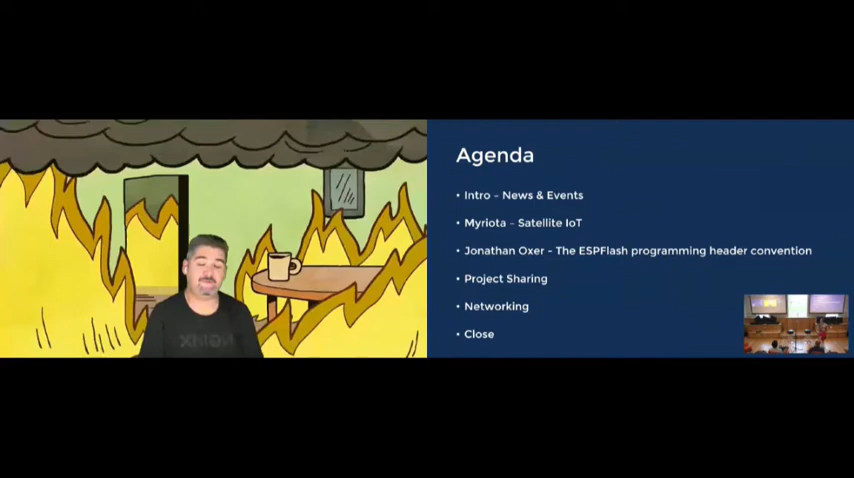 Agenda
• Intro – News & Events
• Myriota – Satellite IoT
• Jonathan Oxer - The ESPFlash programming header convention
• Project Sharing
• Networking
• Close